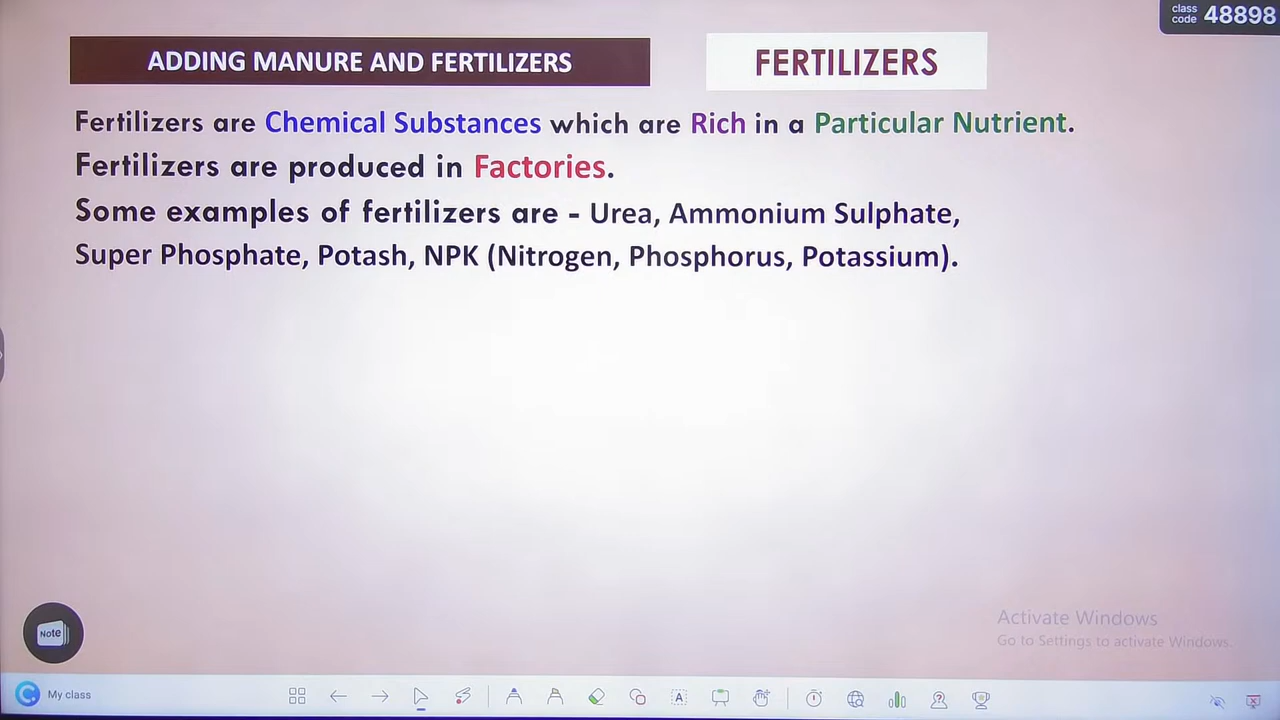 class code 48898
ADDING MANURE AND FERTILIZERS
FERTILIZERS
Fertilizers are Chemical Substances which are Rich in a Particular Nutrient.
Fertilizers are produced in Factories.
Some examples of fertilizers are - Urea, Ammonium Sulphate,
Super Phosphate, Potash, NPK (Nitrogen, Phosphorus, Potassium).
Note
Activate Windows
Go to Settings to activate Windows.
My class